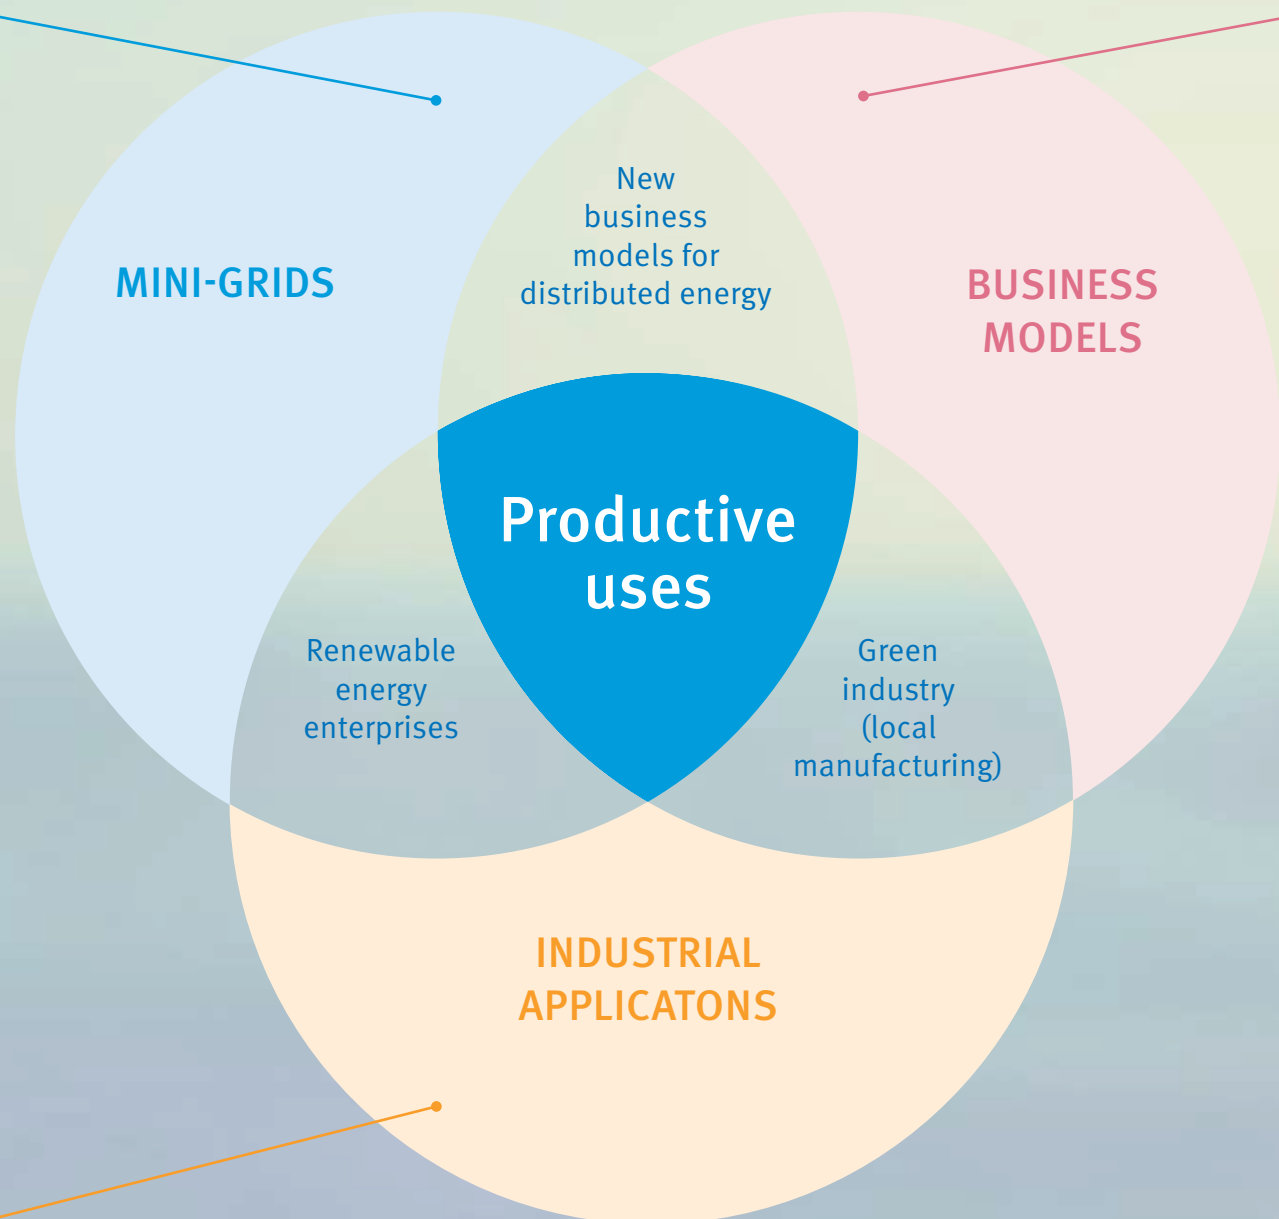 New
business
models for
distributed energy
MINI-GRIDS
BUSINESS
MODELS
Productive
uses
Renewable
energy
enterprises
Green
industry
(local
manufacturing)
INDUSTRIAL
APPLICATONS